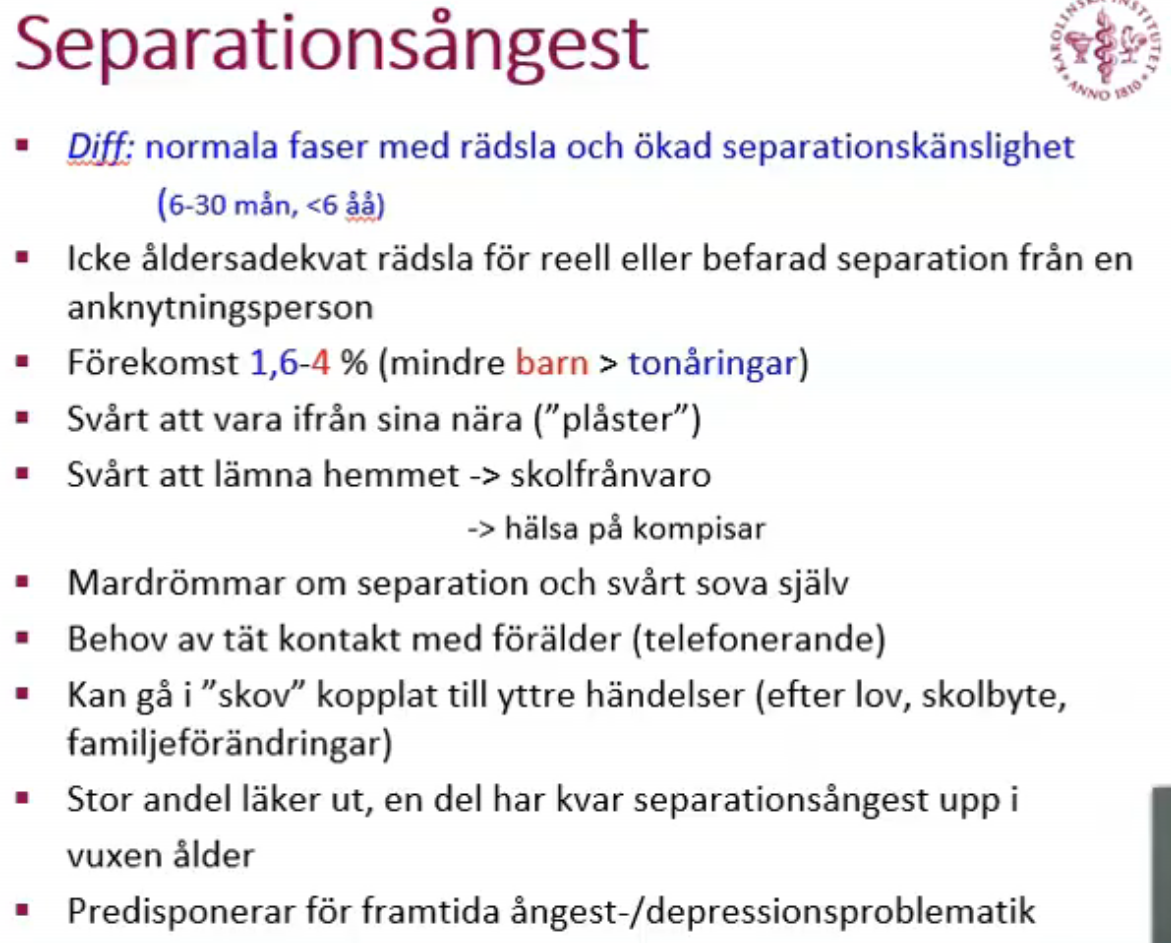 Separationsångest
KAROLINSKA INSTITUTET
ANNO 1810
▪ Diff: normala faser med rädsla och ökad separationskänslighet
(6-30 mån, <6 åå)
▪ Icke åldersadekvat rädsla för reell eller befarad separation från en
anknytningsperson
▪ Förekomst 1,6-4 % (mindre barn > tonåringar)
▪ Svårt att vara ifrån sina nära (”plåster”)
▪ Svårt att lämna hemmet -> skolfrånvaro
-> hälsa på kompisar
▪ Mardrömmar om separation och svårt sova själv
▪ Behov av tät kontakt med förälder (telefonerande)
▪ Kan gå i ”skov” kopplat till yttre händelser (efter lov, skolbyte,
familjeförändringar)
▪ Stor andel läker ut, en del har kvar separationsångest upp i
vuxen ålder
▪ Predisponerar för framtida ångest-/depressionsproblematik